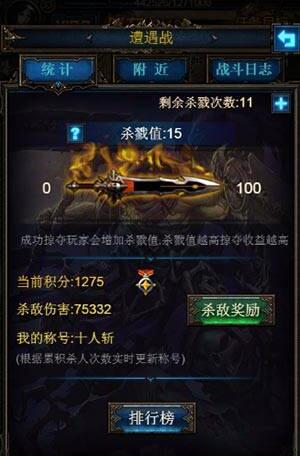 遭遇战
统计 附近 战斗日志
剩余杀戮次数:11
? 杀戮值:15
0 100
成功掠夺玩家会增加杀戮值,杀戮值越高掠夺收益越高
当前积分:1275
杀敌伤害:75332 杀敌奖励
我的称号:十人斩
(根据累积杀人次数实时更新称号)
排行榜